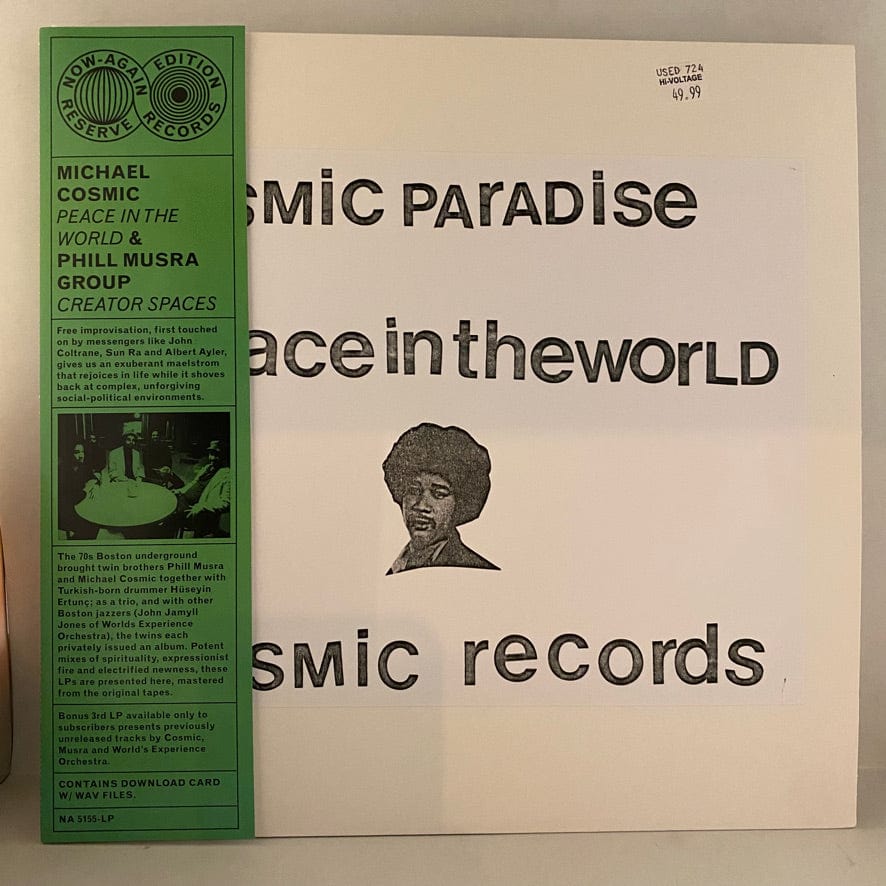 NOW-AGAIN
RESERVE
EDITION
RECORDS
MICHAEL
COSMIC
PEACE IN THE
WORLD &
PHILL MUSRA
GROUP
CREATOR SPACES
Free improvisation, first touched
on by messengers like John
Coltrane, Sun Ra and Albert Ayler,
gives us an exuberant maelstrom
that rejoices in life while it shoves
back at complex, unforgiving
social-political environments.
The 70s Boston underground
brought twin brothers Phill Musra
and Michael Cosmic together with
Turkish-born drummer Hüseyin
Ertunç; as a trio, and with other
Boston jazzers (John Jamyll
Jones of Worlds Experience
Orchestra), the twins each
privately issued an album. Potent
mixes of spirituality, expressionist
fire and electrified newness, these
LPs are presented here, mastered
from the original tapes.
Bonus 3rd LP available only to
subscribers presents previously
unreleased tracks by Cosmic,
Musra and World's Experience
Orchestra.
CONTAINS DOWNLOAD CARD
W/ WAV FILES.
NA 5155-LP
USED 724
HI-VOLTAGE
49.99
SMiC PArADiSe
aceintheworLD
SMiC records